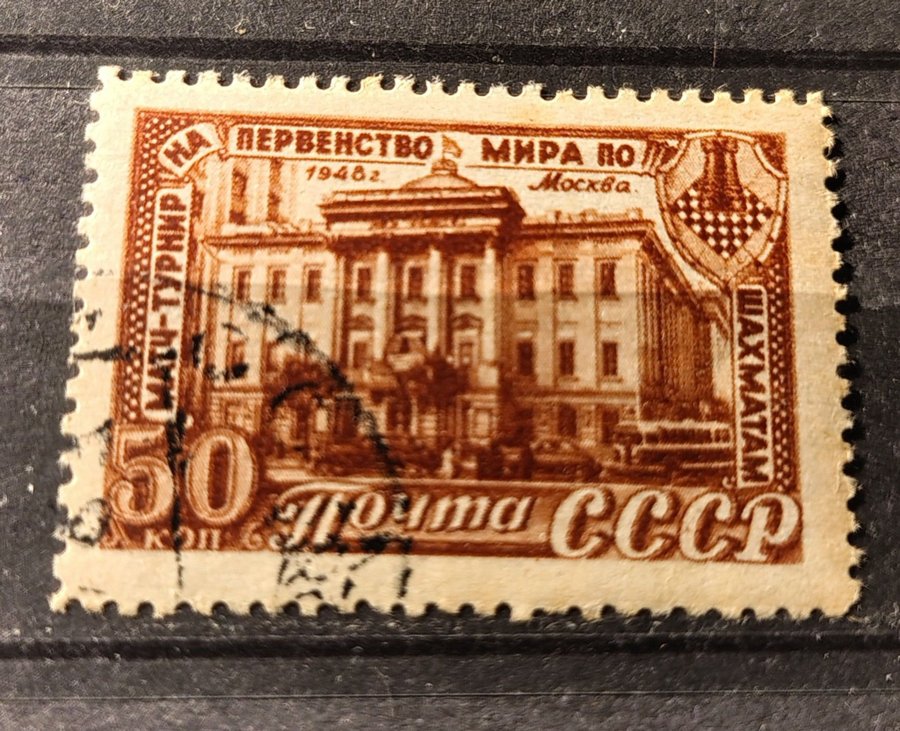 МАТЧ-ТУРНИР
НА
ПЕРВЕНСТВО
МИРА ПО
ШАХМАТАМ
1948г.
Москва.
50
КОП
Почта
СССР